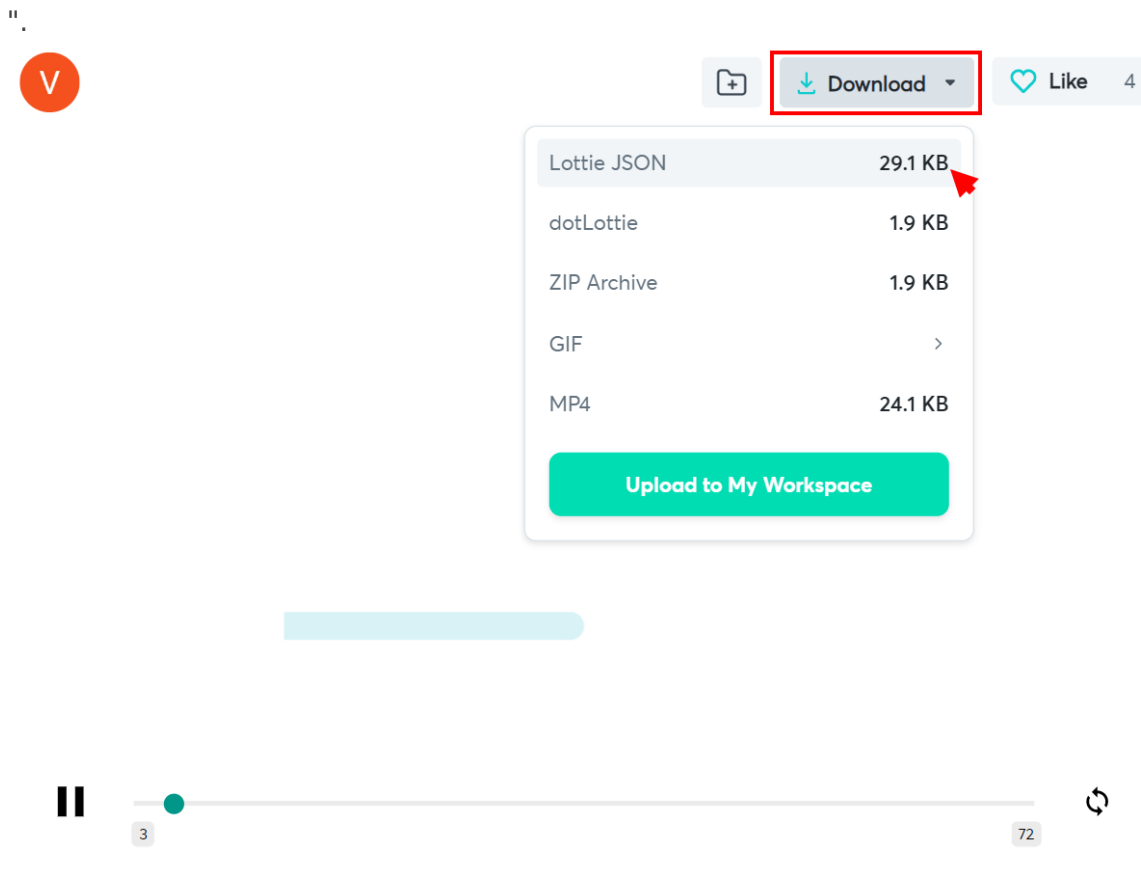 ".
V
Download
Like 4
Lottie JSON 29.1 KB
dotLottie 1.9 KB
ZIP Archive 1.9 KB
GIF
MP4 24.1 KB
Upload to My Workspace
3 72